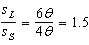 s_L / s_S = 6θ / 4θ = 1.5